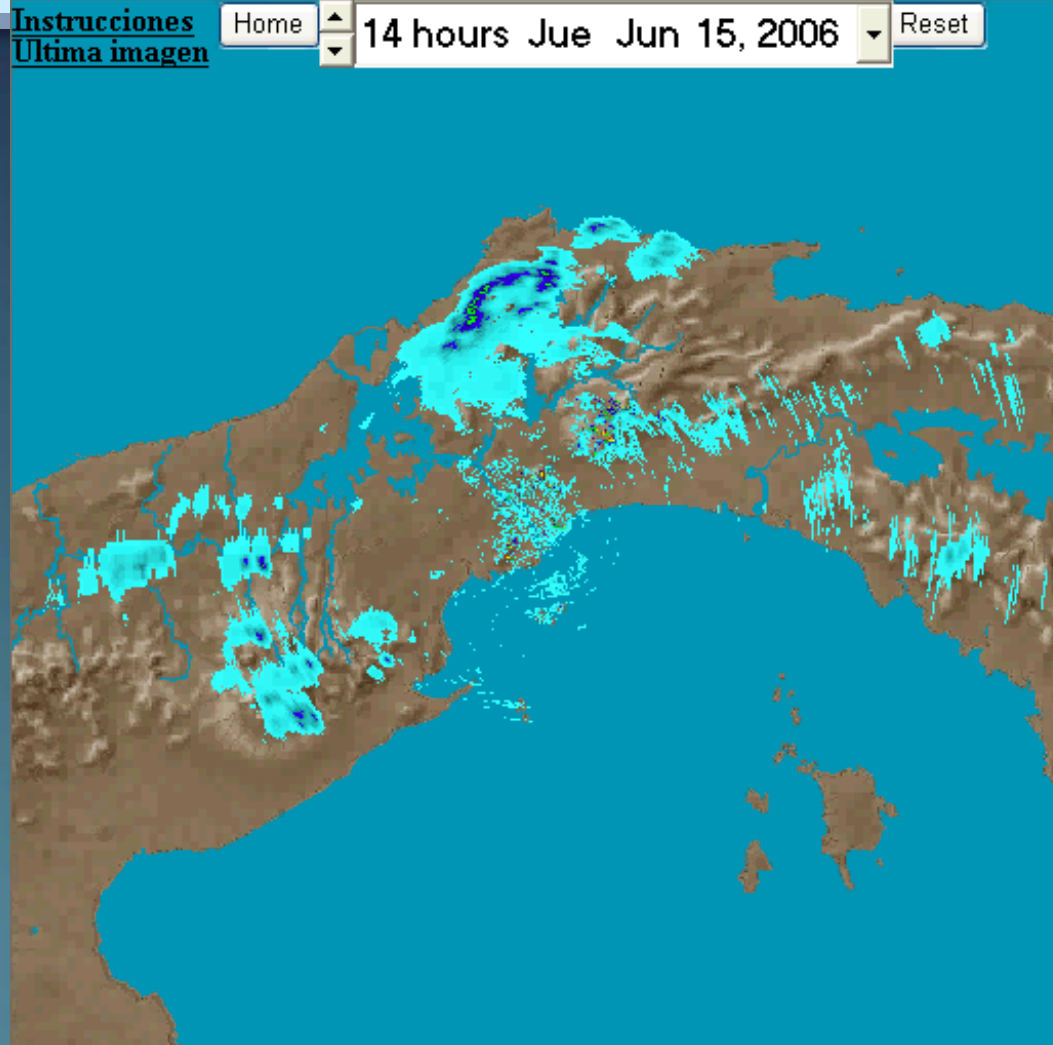 Instrucciones
Ultima imagen
Home
14 hours Jue Jun 15, 2006
Reset